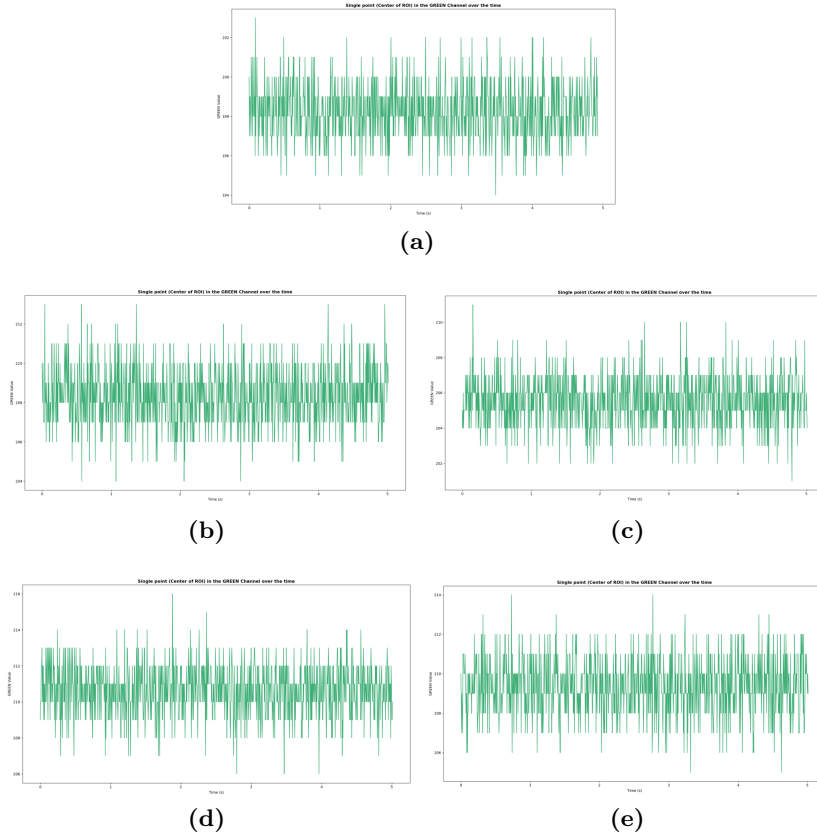 Single point (Center of ROI) in the GREEN Channel over the time
GREEN Value
202
200
198
196
194
0 1 2 3 4 5
Time (s)
(a)
Single point (Center of ROI) in the GREEN Channel over the time
GREEN Value
212
210
208
206
204
0 1 2 3 4 5
Time (s)
(b)
Single point (Center of ROI) in the GREEN Channel over the time
GREEN Value
210
208
206
204
202
0 1 2 3 4 5
Time (s)
(c)
Single point (Center of ROI) in the GREEN Channel over the time
GREEN Value
216
214
212
210
208
206
0 1 2 3 4 5
Time (s)
(d)
Single point (Center of ROI) in the GREEN Channel over the time
GREEN Value
214
212
210
208
206
0 1 2 3 4 5
Time (s)
(e)